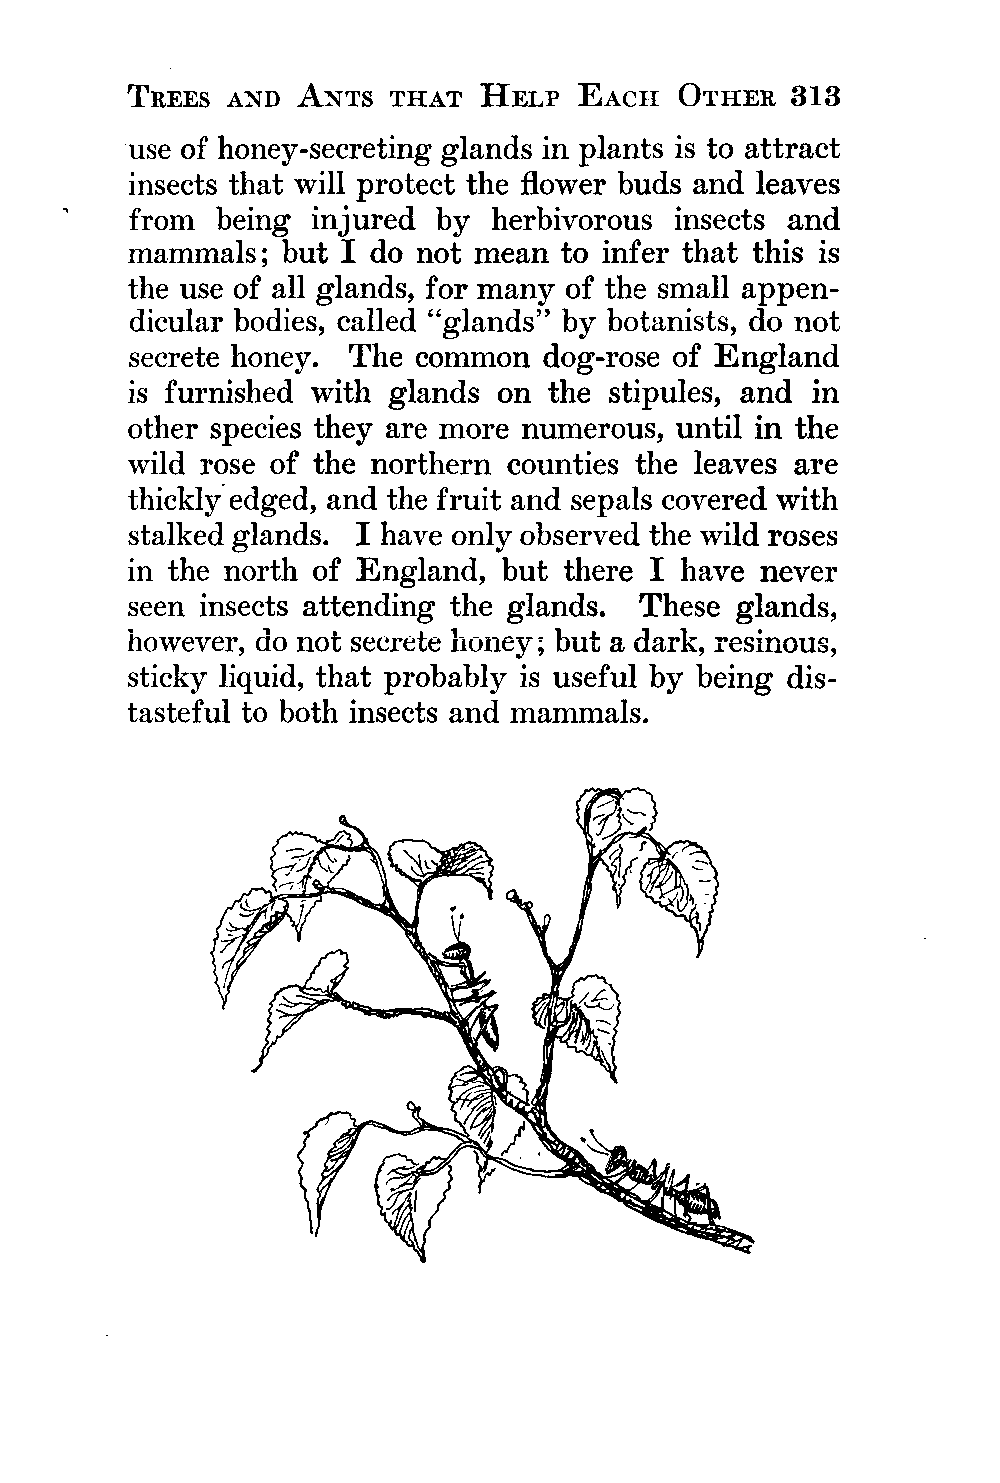 TREES AND ANTS THAT HELP EACH OTHER 313
use of honey-secreting glands in plants is to attract
insects that will protect the flower buds and leaves
from being injured by herbivorous insects and
mammals; but I do not mean to infer that this is
the use of all glands, for many of the small appen-
dicular bodies, called “glands” by botanists, do not
secrete honey. The common dog-rose of England
is furnished with glands on the stipules, and in
other species they are more numerous, until in the
wild rose of the northern counties the leaves are
thickly edged, and the fruit and sepals covered with
stalked glands. I have only observed the wild roses
in the north of England, but there I have never
seen insects attending the glands. These glands,
however, do not secrete honey; but a dark, resinous,
sticky liquid, that probably is useful by being dis-
tasteful to both insects and mammals.